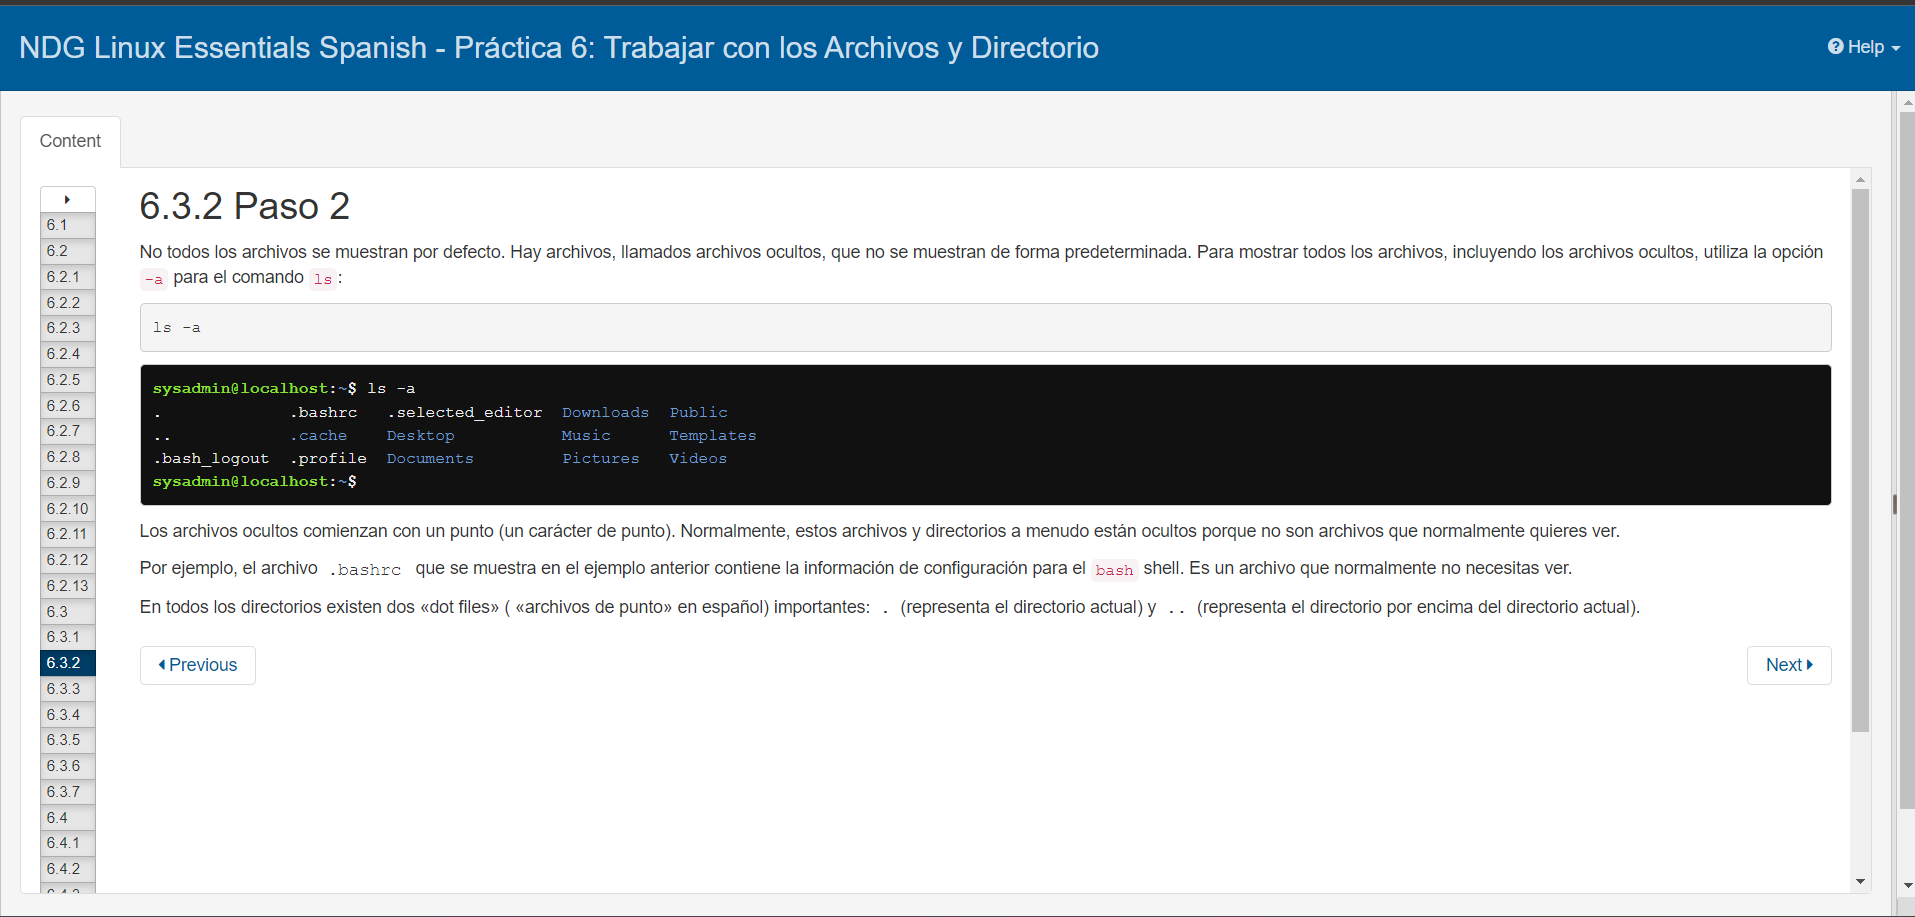 NDG Linux Essentials Spanish - Práctica 6: Trabajar con los Archivos y Directorio
Help
Content
6.1
6.2
6.2.1
6.2.2
6.2.3
6.2.4
6.2.5
6.2.6
6.2.7
6.2.8
6.2.9
6.2.10
6.2.11
6.2.12
6.2.13
6.3
6.3.1
6.3.2
6.3.3
6.3.4
6.3.5
6.3.6
6.3.7
6.4
6.4.1
6.4.2
6.3.2 Paso 2
No todos los archivos se muestran por defecto. Hay archivos, llamados archivos ocultos, que no se muestran de forma predeterminada. Para mostrar todos los archivos, incluyendo los archivos ocultos, utiliza la opción
-a para el comando ls:
ls -a
sysadmin@localhost:~$ ls -a
. .bashrc .selected_editor Downloads Public
.. .cache Desktop Music Templates
.bash_logout .profile Documents Pictures Videos
sysadmin@localhost:~$
Los archivos ocultos comienzan con un punto (un carácter de punto). Normalmente, estos archivos y directorios a menudo están ocultos porque no son archivos que normalmente quieres ver.
Por ejemplo, el archivo .bashrc que se muestra en el ejemplo anterior contiene la información de configuración para el bash shell. Es un archivo que normalmente no necesitas ver.
En todos los directorios existen dos «dot files» ( «archivos de punto» en español) importantes: . (representa el directorio actual) y .. (representa el directorio por encima del directorio actual).
Previous
Next